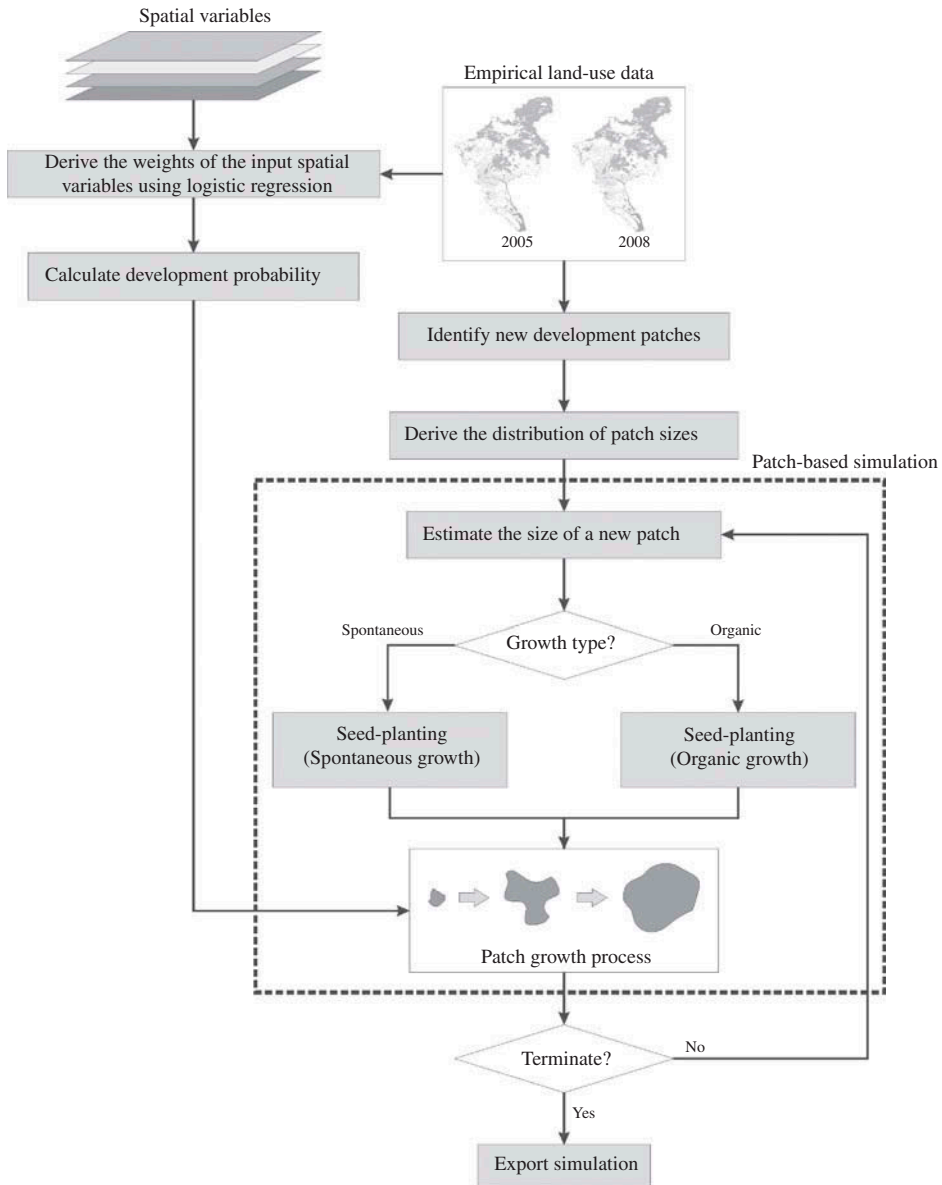 Spatial variables
Empirical land-use data
2005
2008
Derive the weights of the input spatial
variables using logistic regression
Calculate development probability
Identify new development patches
Derive the distribution of patch sizes
Patch-based simulation
Estimate the size of a new patch
Spontaneous
Growth type?
Organic
Seed-planting
(Spontaneous growth)
Seed-planting
(Organic growth)
Patch growth process
Terminate?
No
Yes
Export simulation